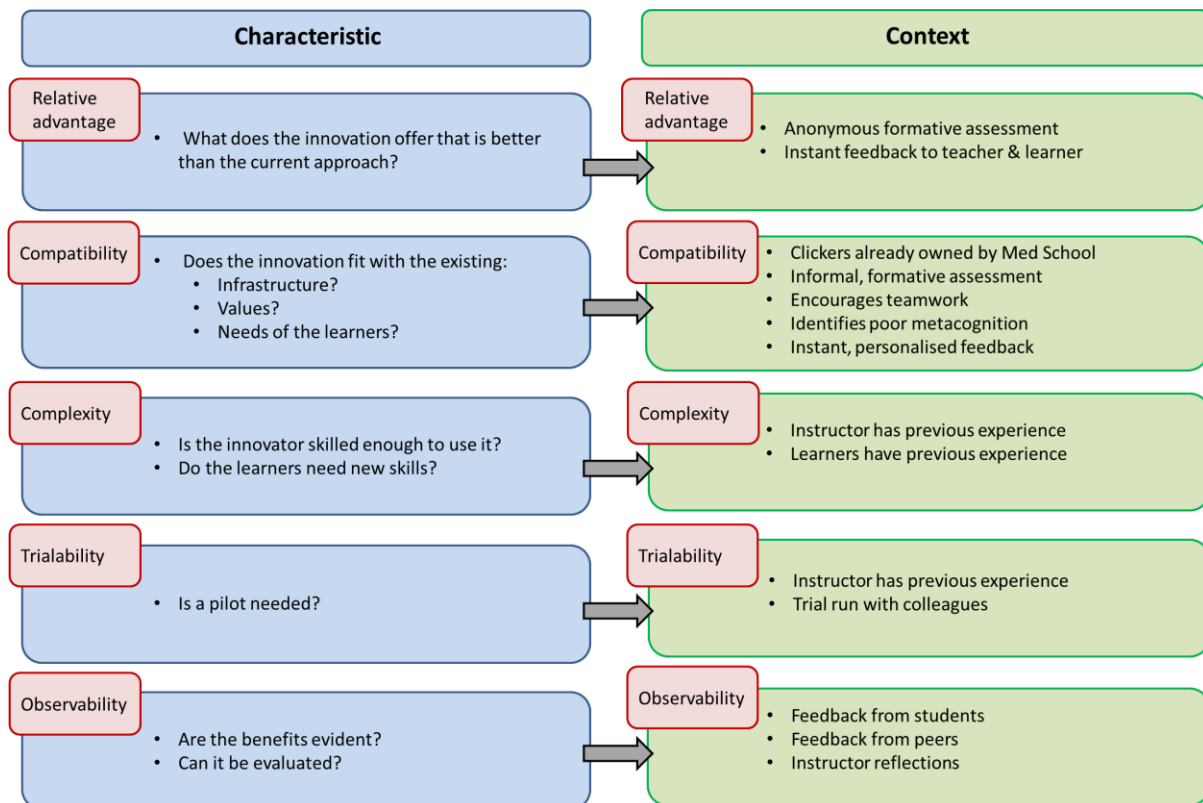 Characteristic
Context
Relative
advantage
• What does the innovation offer that is better
than the current approach?
Relative
advantage
• Anonymous formative assessment
• Instant feedback to teacher & learner
Compatibility
• Does the innovation fit with the existing:
• Infrastructure?
• Values?
• Needs of the learners?
Compatibility
• Clickers already owned by Med School
• Informal, formative assessment
• Encourages teamwork
• Identifies poor metacognition
• Instant, personalised feedback
Complexity
• Is the innovator skilled enough to use it?
• Do the learners need new skills?
Complexity
• Instructor has previous experience
• Learners have previous experience
Trialability
• Is a pilot needed?
Trialability
• Instructor has previous experience
• Trial run with colleagues
Observability
• Are the benefits evident?
• Can it be evaluated?
Observability
• Feedback from students
• Feedback from peers
• Instructor reflections